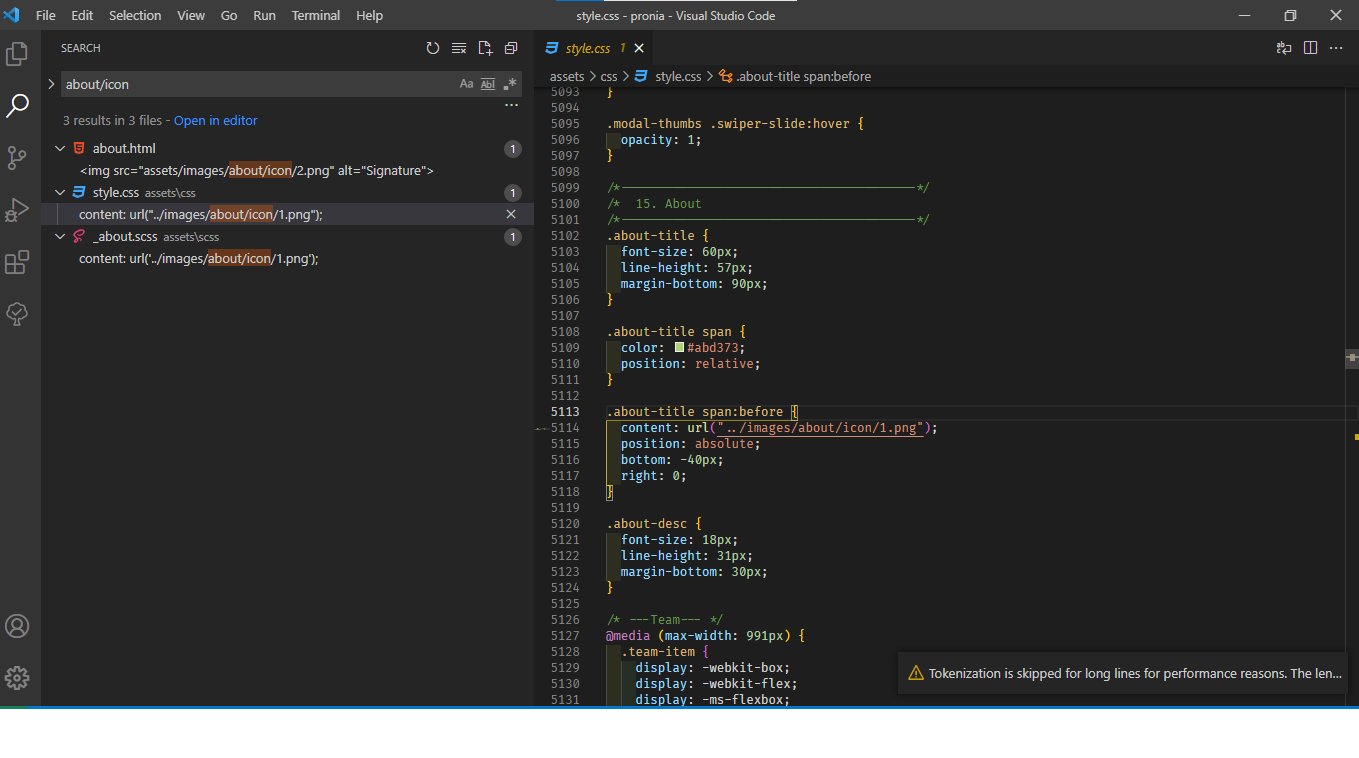 File Edit Selection View Go Run Terminal Help
style.css - pronia - Visual Studio Code
SEARCH
about/icon
Aa Abl .*
3 results in 3 files - Open in editor
about.html 1
<img src="assets/images/about/icon/2.png" alt="Signature">
style.css assets\css 1
content: url("../images/about/icon/1.png");
_about.scss assets\scss 1
content: url('../images/about/icon/1.png');
style.css 1
assets > css > style.css > .about-title span:before
5093 }
5094
5095 .modal-thumbs .swiper-slide:hover {
5096 opacity: 1;
5097 }
5098
5099 /*----------------------------------------*/
5100 /*  15. About
5101 /*----------------------------------------*/
5102 .about-title {
5103 font-size: 60px;
5104 line-height: 57px;
5105 margin-bottom: 90px;
5106 }
5107
5108 .about-title span {
5109 color: #abd373;
5110 position: relative;
5111 }
5112
5113 .about-title span:before {
5114 content: url("../images/about/icon/1.png");
5115 position: absolute;
5116 bottom: -40px;
5117 right: 0;
5118 }
5119
5120 .about-desc {
5121 font-size: 18px;
5122 line-height: 31px;
5123 margin-bottom: 30px;
5124 }
5125
5126 /* ---Team--- */
5127 @media (max-width: 991px) {
5128 .team-item {
5129 display: -webkit-box;
5130 display: -webkit-flex;
5131 display: -ms-flexbox;
Tokenization is skipped for long lines for performance reasons. The len...